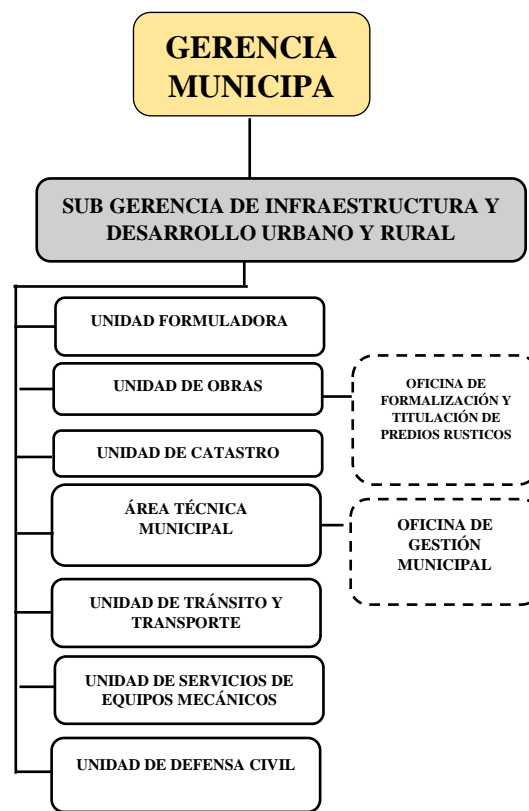 GERENCIA
MUNICIPA
SUB GERENCIA DE INFRAESTRUCTURA Y
DESARROLLO URBANO Y RURAL
UNIDAD FORMULADORA
UNIDAD DE OBRAS
OFICINA DE
FORMALIZACIÓN Y
TITULACIÓN DE
PREDIOS RUSTICOS
UNIDAD DE CATASTRO
ÁREA TÉCNICA
MUNICIPAL
OFICINA DE
GESTIÓN
MUNICIPAL
UNIDAD DE TRÁNSITO Y
TRANSPORTE
UNIDAD DE SERVICIOS DE
EQUIPOS MECÁNICOS
UNIDAD DE DEFENSA CIVIL